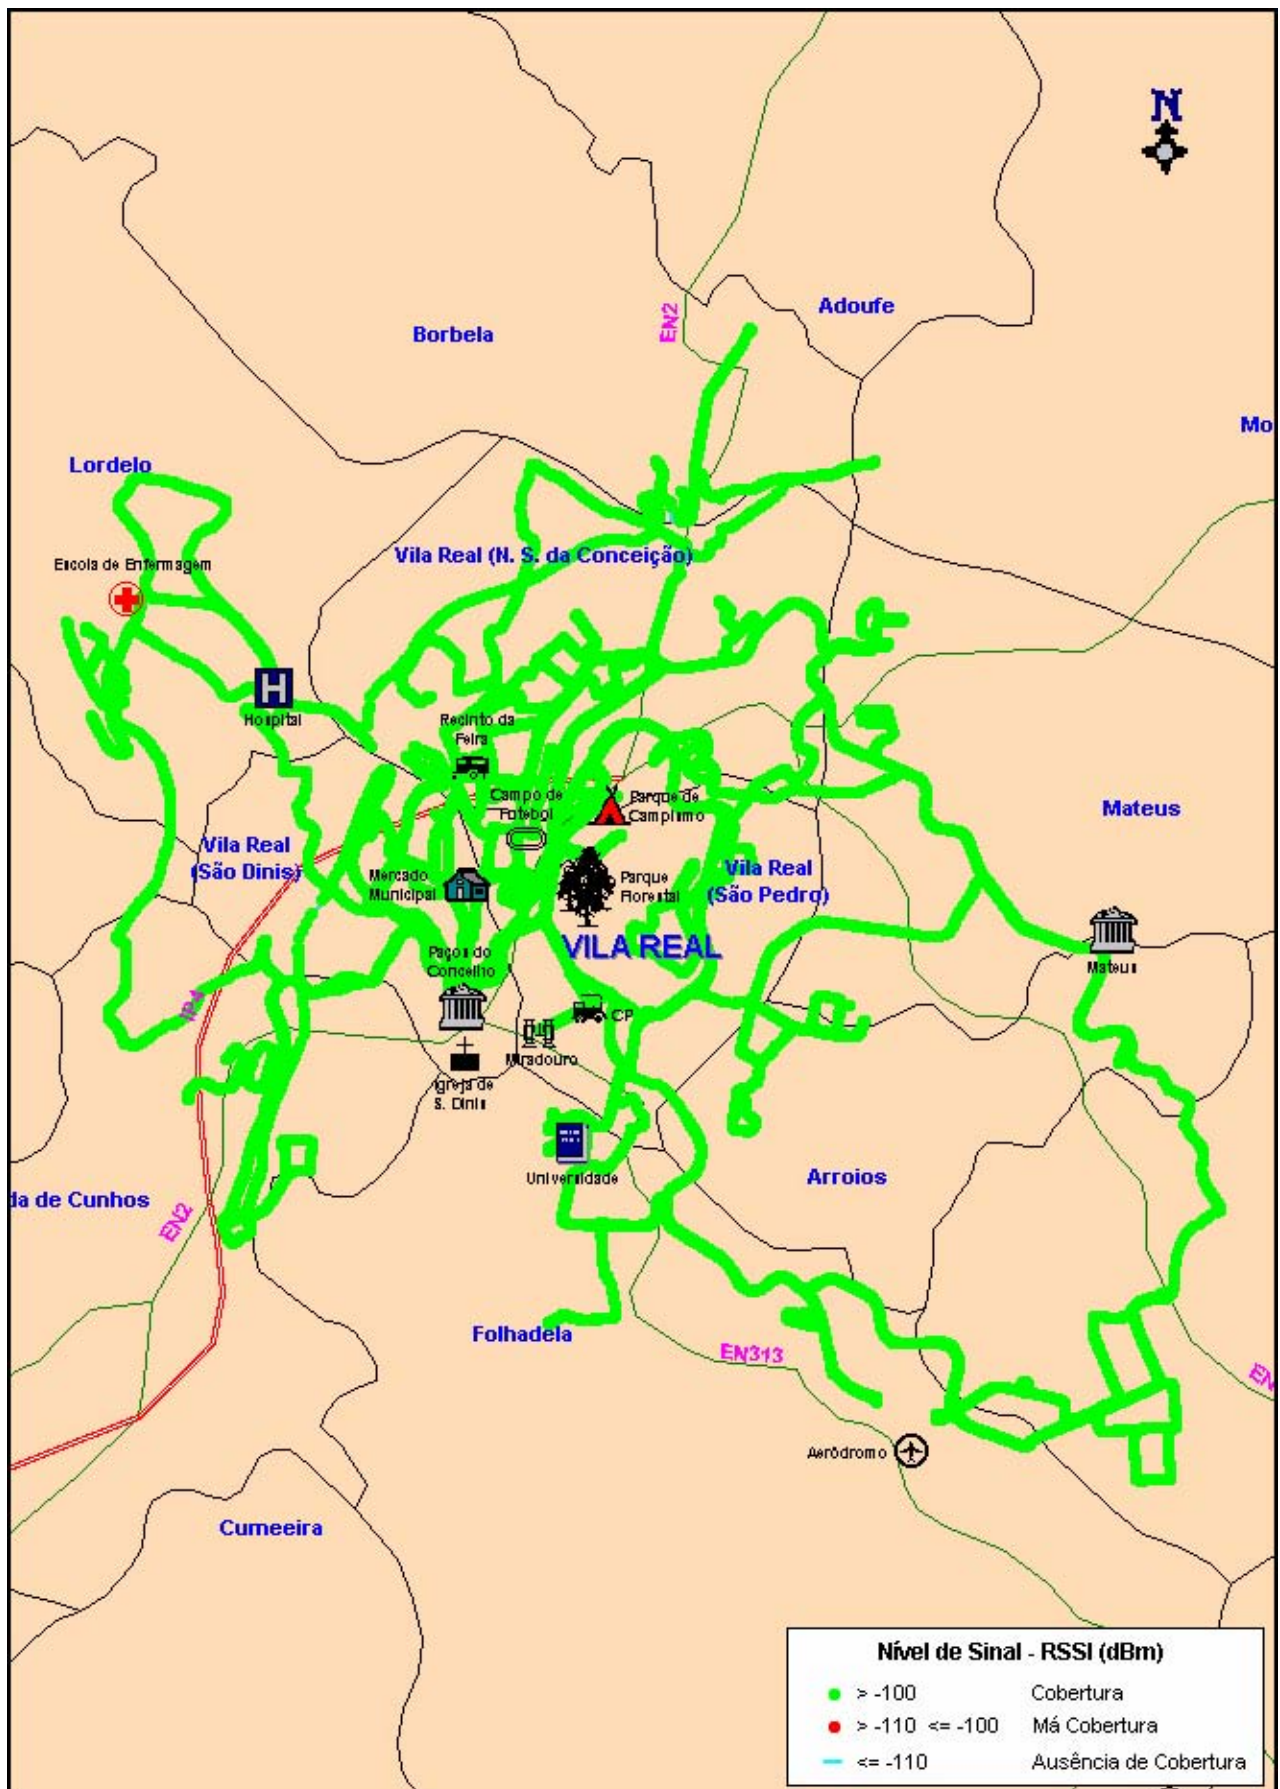 N
Adoufe
EN2
Borbela
Mo
Lordelo
Vila Real (N. S. da Conceição)
Escola de Enfermagem
H
Hospital
Recinto da
Feira
Campo de
Futebol
Parque de
Campismo
Mateus
Vila Real
(São Dinis)
Mercado
Municipal
Parque
Florestal
Vila Real
(São Pedro)
VILA REAL
Paços do
Concelho
Mateus
IP4
CP
Miradouro
Igreja de
S. Dinis
Universidade
Arroios
da de Cunhos
EN2
Folhadela
EN313
EN
Aeródromo
Cumeeira
Nível de Sinal - RSSI (dBm)
> -100 Cobertura
> -110 <= -100 Má Cobertura
<= -110 Ausência de Cobertura